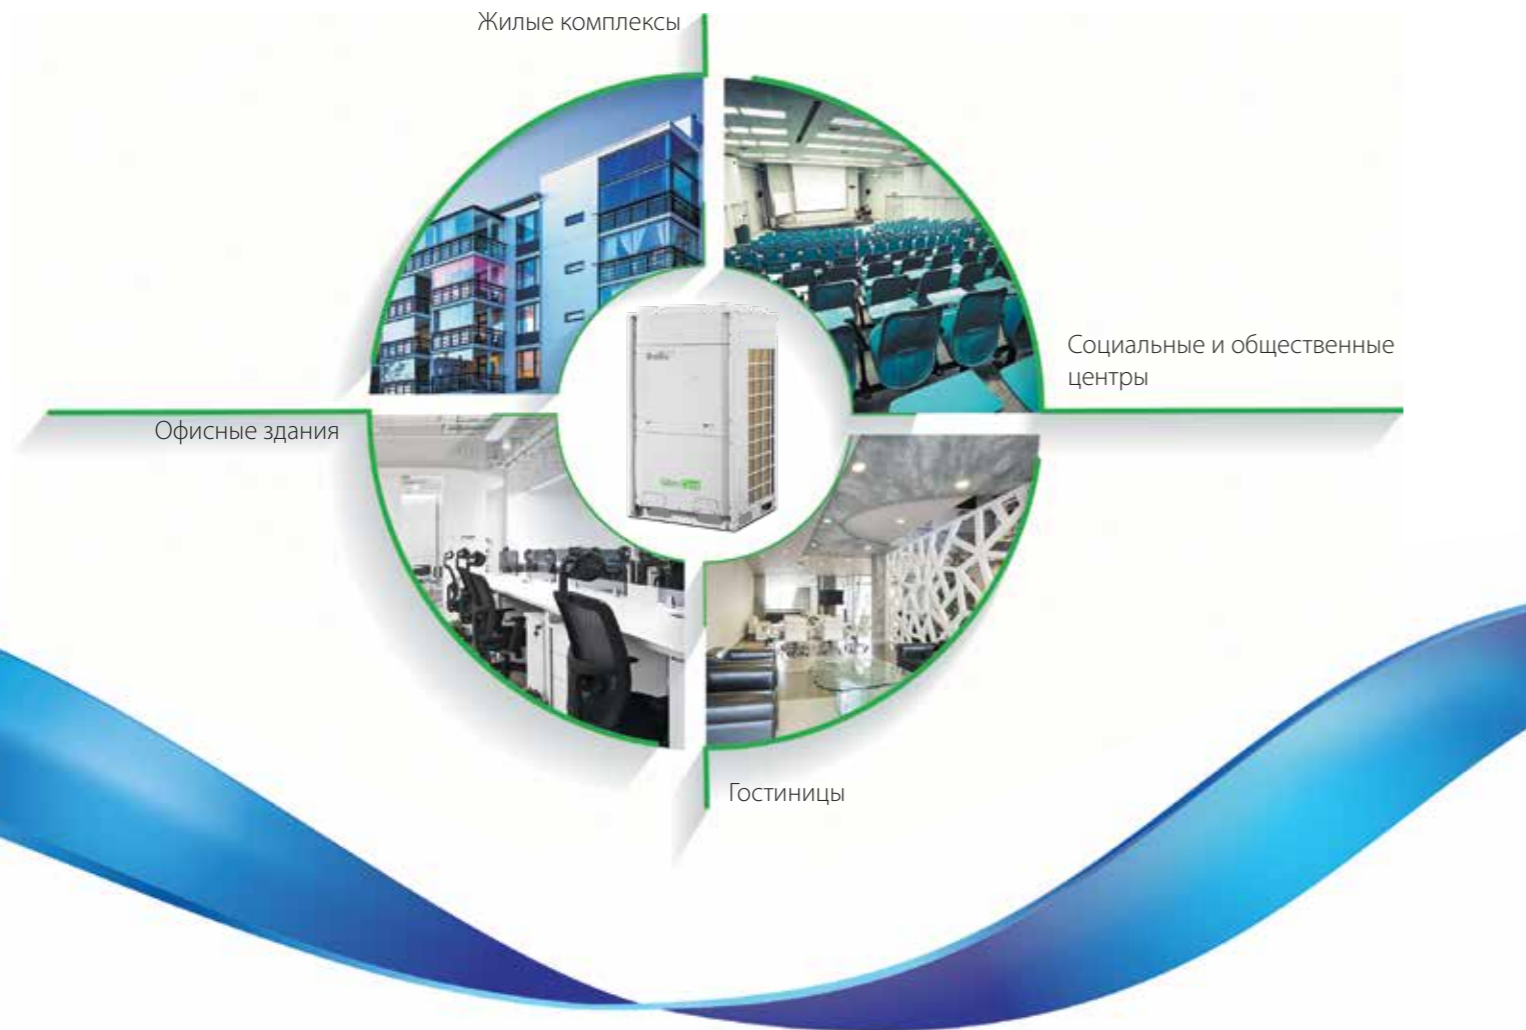 Жилые комплексы
Социальные и общественные
центры
Офисные здания
Гостиницы